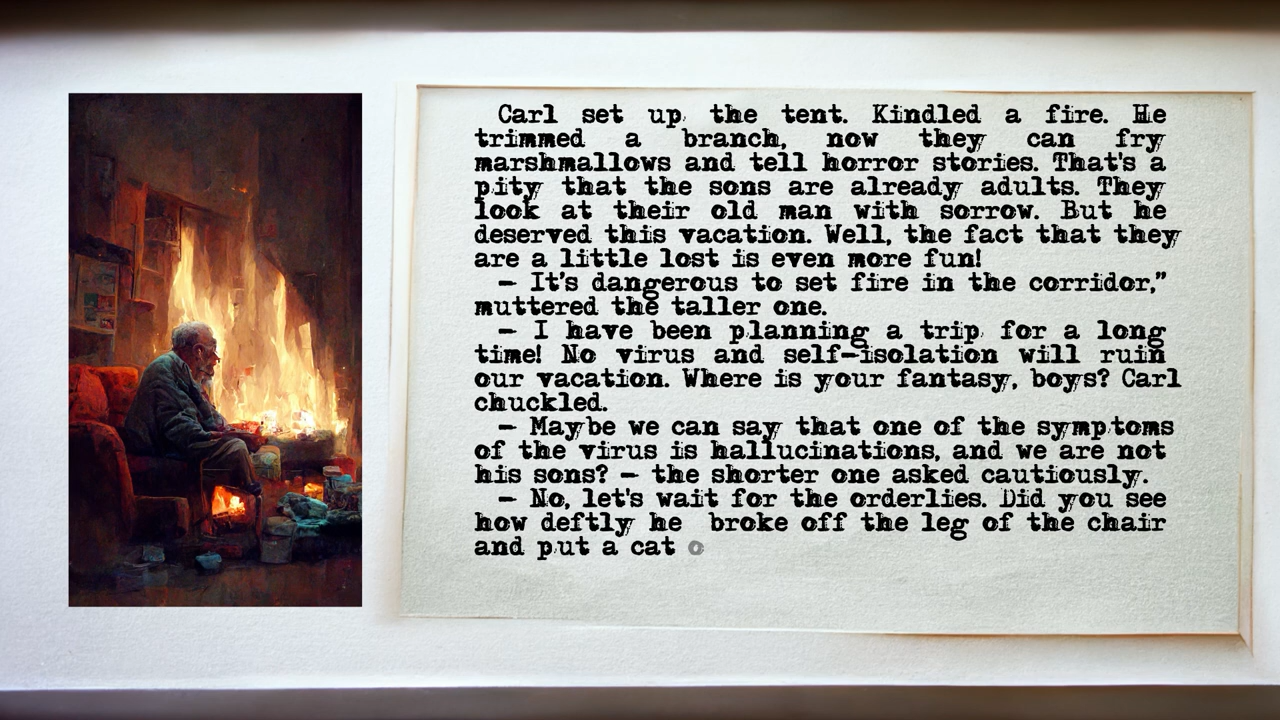 Carl set up the tent. Kindled a fire. He
trimmed a branch, now they can fry
marshmallows and tell horror stories. That's a
pity that the sons are already adults. They
look at their old man with sorrow. But he
deserved this vacation. Well, the fact that they
are a little lost is even more fun!
– It's dangerous to set fire in the corridor,”
muttered the taller one.
– I have been planning a trip for a long
time! No virus and self-isolation will ruin
our vacation. Where is your fantasy, boys? Carl
chuckled.
– Maybe we can say that one of the symptoms
of the virus is hallucinations, and we are not
his sons? – the shorter one asked cautiously.
– No, let's wait for the orderlies. Did you see
how deftly he broke off the leg of the chair
and put a cat o